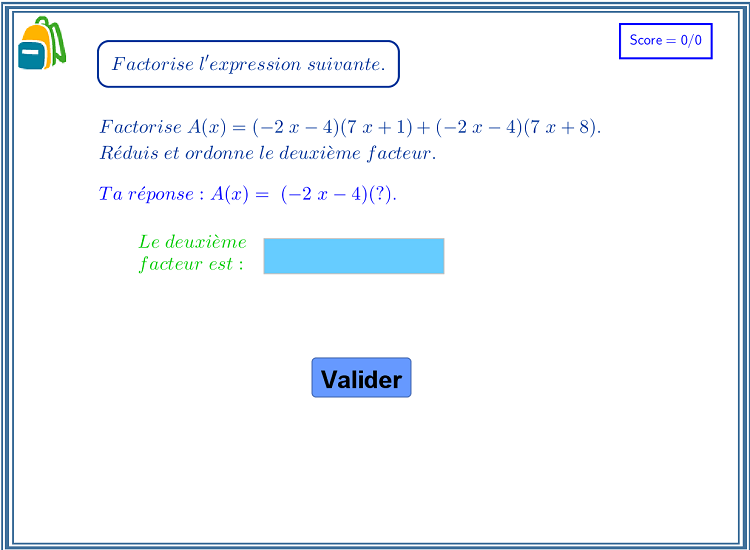 Score = 0/0
Factorise l'expression suivante.
Factorise A(x) = (−2 x − 4)(7 x + 1) + (−2 x − 4)(7 x + 8).
Réduis et ordonne le deuxième facteur.
Ta réponse : A(x) = (−2 x − 4)(?).
Le deuxième
facteur est :
Valider